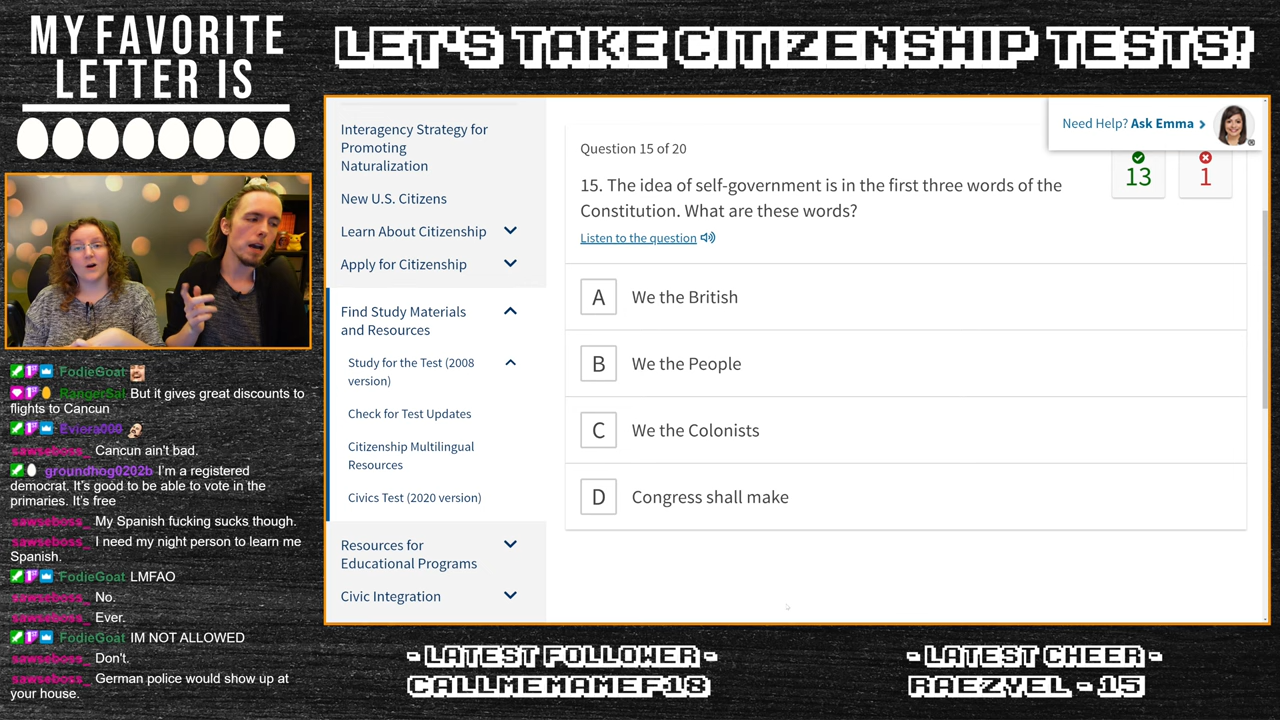 MY FAVORITE
LETTER IS
LET'S TAKE CITIZENSHIP TESTS!
Interagency Strategy for
Promoting
Naturalization
New U.S. Citizens
Learn About Citizenship
Apply for Citizenship
Find Study Materials
and Resources
Study for the Test (2008
version)
Check for Test Updates
Citizenship Multilingual
Resources
Civics Test (2020 version)
Resources for
Educational Programs
Civic Integration
Need Help? Ask Emma
Question 15 of 20
13
1
15. The idea of self-government is in the first three words of the
Constitution. What are these words?
Listen to the question
A We the British
B We the People
C We the Colonists
D Congress shall make
FodieGoat
RangerSal But it gives great discounts to
flights to Cancun
Eviera000
sawseboss_ Cancun ain't bad.
groundhog0202b I'm a registered
democrat. It's good to be able to vote in the
primaries. It's free
sawseboss_ My Spanish fucking sucks though.
sawseboss_ I need my night person to learn me
Spanish.
FodieGoat LMFAO
sawseboss_ No.
sawseboss_ Ever.
FodieGoat IM NOT ALLOWED
sawseboss_ Don't.
sawseboss_ German police would show up at
your house.
- LATEST FOLLOWER -
CALLMEMAMEF18
- LATEST CHEER -
RAEZYEL - 15